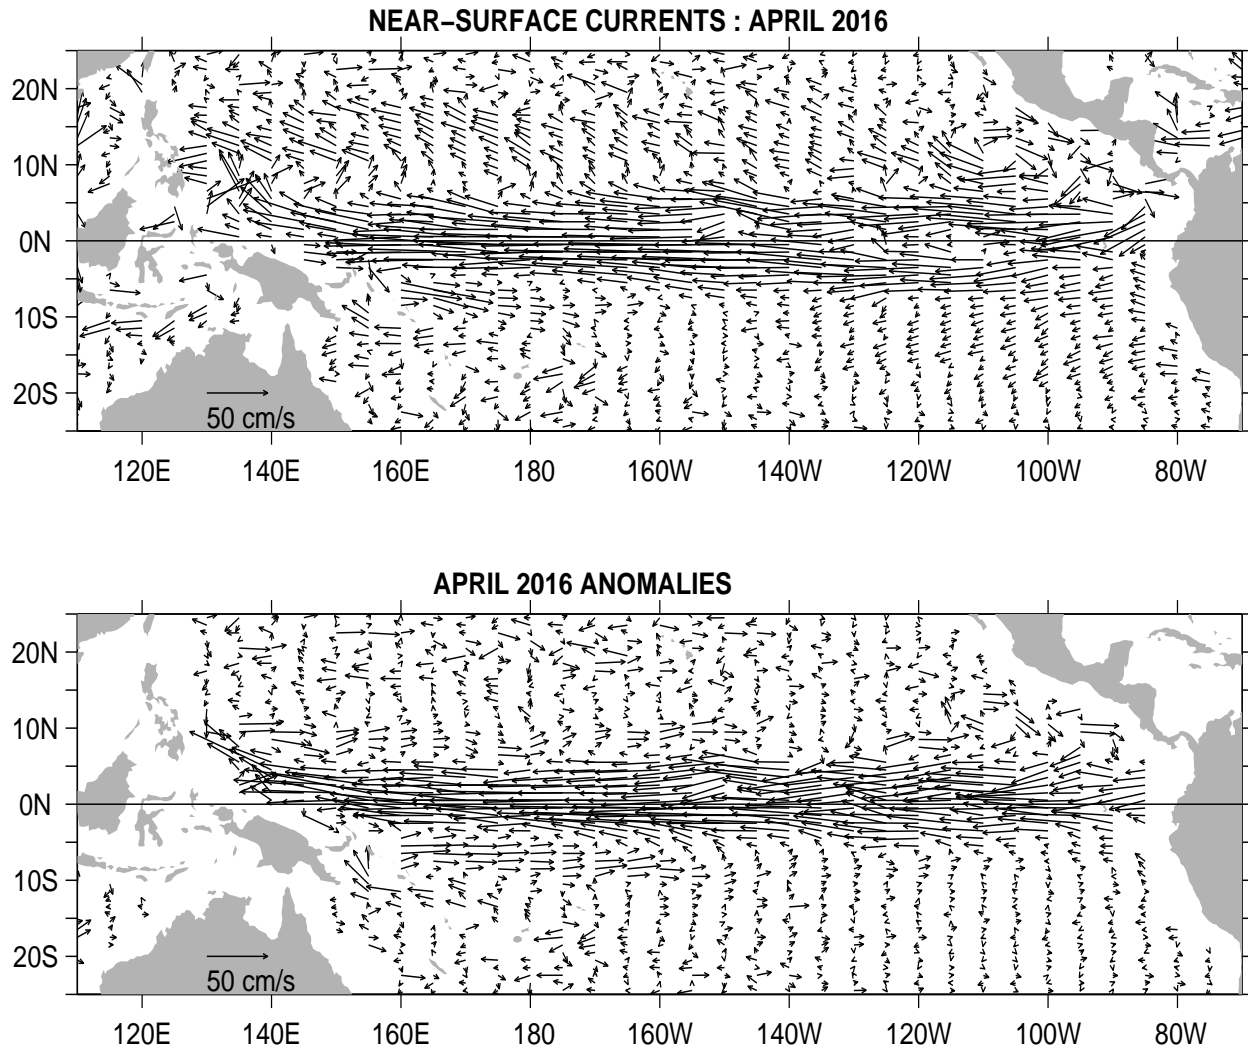 NEAR−SURFACE CURRENTS : APRIL 2016
20N
10N
0N
10S
20S
50 cm/s
120E 140E 160E 180 160W 140W 120W 100W 80W
APRIL 2016 ANOMALIES
20N
10N
0N
10S
20S
50 cm/s
120E 140E 160E 180 160W 140W 120W 100W 80W